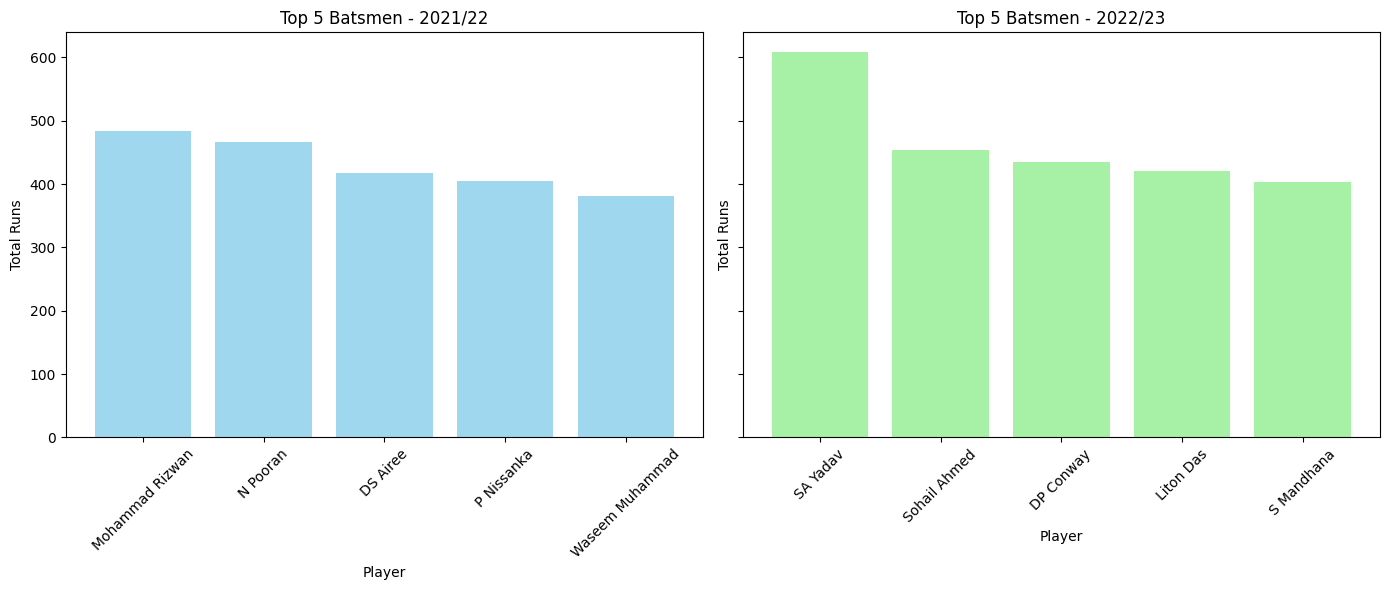 Top 5 Batsmen - 2021/22
Total Runs
600
500
400
300
200
100
0
Mohammad Rizwan
N Pooran
DS Airee
P Nissanka
Waseem Muhammad
Player
Top 5 Batsmen - 2022/23
Total Runs
SA Yadav
Sohail Ahmed
DP Conway
Liton Das
S Mandhana
Player